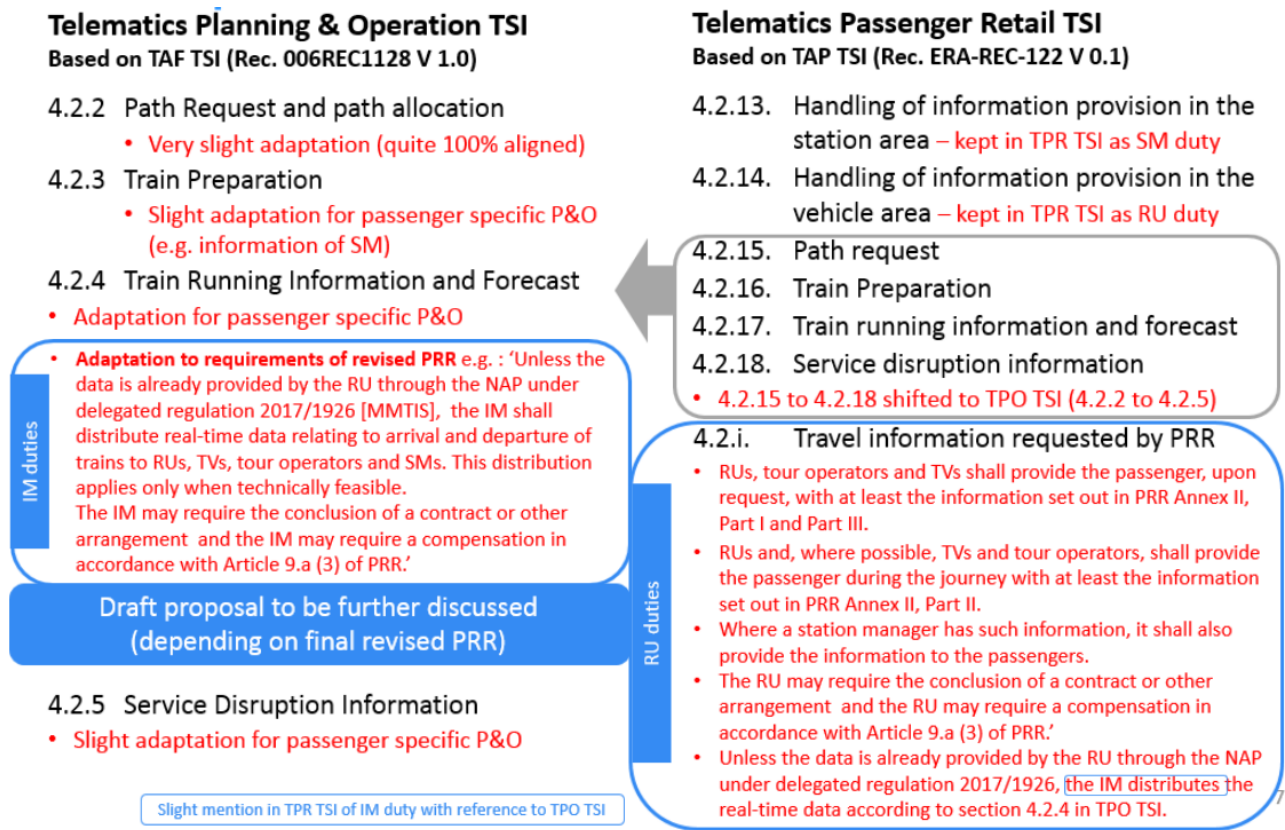 Telematics Planning & Operation TSI
Based on TAF TSI (Rec. 006REC1128 V 1.0)
4.2.2 Path Request and path allocation
• Very slight adaptation (quite 100% aligned)
4.2.3 Train Preparation
• Slight adaptation for passenger specific P&O
(e.g. information of SM)
4.2.4 Train Running Information and Forecast
• Adaptation for passenger specific P&O
IM duties
• Adaptation to requirements of revised PRR e.g. : ‘Unless the
data is already provided by the RU through the NAP under
delegated regulation 2017/1926 [MMTIS], the IM shall
distribute real-time data relating to arrival and departure of
trains to RUs, TVs, tour operators and SMs. This distribution
applies only when technically feasible.
The IM may require the conclusion of a contract or other
arrangement and the IM may require a compensation in
accordance with Article 9.a (3) of PRR.’
Draft proposal to be further discussed
(depending on final revised PRR)
4.2.5 Service Disruption Information
• Slight adaptation for passenger specific P&O
Slight mention in TPR TSI of IM duty with reference to TPO TSI
Telematics Passenger Retail TSI
Based on TAP TSI (Rec. ERA-REC-122 V 0.1)
4.2.13. Handling of information provision in the
station area – kept in TPR TSI as SM duty
4.2.14. Handling of information provision in the
vehicle area – kept in TPR TSI as RU duty
4.2.15. Path request
4.2.16. Train Preparation
4.2.17. Train running information and forecast
4.2.18. Service disruption information
• 4.2.15 to 4.2.18 shifted to TPO TSI (4.2.2 to 4.2.5)
4.2.i. Travel information requested by PRR
RU duties
• RUs, tour operators and TVs shall provide the passenger, upon
request, with at least the information set out in PRR Annex II,
Part I and Part III.
• RUs and, where possible, TVs and tour operators, shall provide
the passenger during the journey with at least the information
set out in PRR Annex II, Part II.
• Where a station manager has such information, it shall also
provide the information to the passengers.
• The RU may require the conclusion of a contract or other
arrangement and the RU may require a compensation in
accordance with Article 9.a (3) of PRR.’
• Unless the data is already provided by the RU through the NAP
under delegated regulation 2017/1926, the IM distributes the
real-time data according to section 4.2.4 in TPO TSI.
7